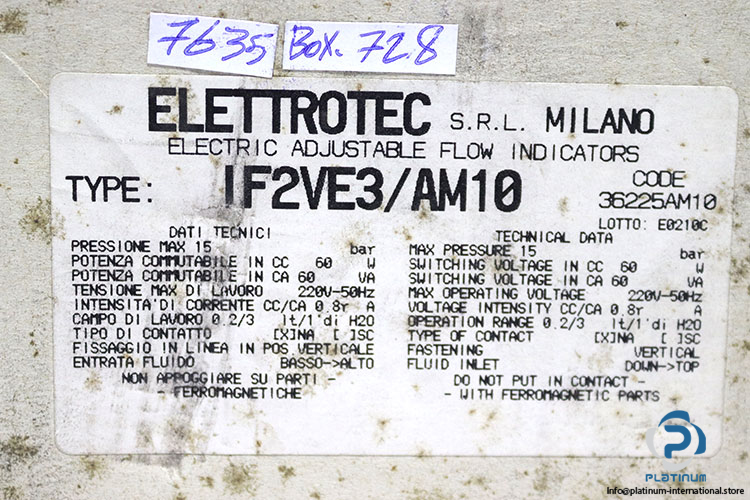 7635 Box. 728
ELETTROTEC S.R.L. MILANO
ELECTRIC ADJUSTABLE FLOW INDICATORS
TYPE: IF2VE3/AM10
CODE
36225AM10
LOTTO: E0210C
DATI TECNICI
PRESSIONE MAX 15 bar
POTENZA COMMUTABILE IN CC 60 W
POTENZA COMMUTABILE IN CA 60 VA
TENSIONE MAX DI LAVORO 220V-50Hz
INTENSITA'DI CORRENTE CC/CA 0.8r A
CAMPO DI LAVORO 0.2/3 lt/1'di H2O
TIPO DI CONTATTO [X]NA [ ]SC
FISSAGGIO IN LINEA IN POS.VERTICALE
ENTRATA FLUIDO BASSO->ALTO
NON APPOGGIARE SU PARTI -
- FERROMAGNETICHE -
TECHNICAL DATA
MAX PRESSURE 15 bar
SWITCHING VOLTAGE IN CC 60 W
SWITCHING VOLTAGE IN CA 60 VA
MAX OPERATING VOLTAGE 220V-50Hz
VOLTAGE INTENSITY CC/CA 0.8r A
OPERATION RANGE 0.2/3 lt/1'di H2O
TYPE OF CONTACT [X]NA [ ]SC
FASTENING VERTICAL
FLUID INLET DOWN->TOP
DO NOT PUT IN CONTACT -
- WITH FERROMAGNETIC PARTS
PLATINUM
info@platinum-international.store